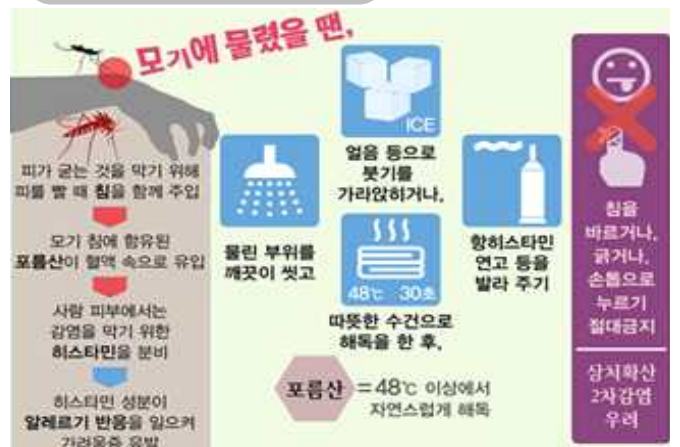 모기에 물렸을 땐,
피가 굳는 것을 막기 위해
피를 빨 때 침을 함께 주입
모기 침에 함유된
포름산이 혈액 속으로 유입
사람 피부에서는
감염을 막기 위한
히스타민을 분비
히스타민 성분이
알레르기 반응을 일으켜
가려움증 유발
물린 부위를
깨끗이 씻고
ICE
얼음 등으로
붓기를
가라앉히거나,
48℃ 30초
따뜻한 수건으로
해독을 한 후,
항히스타민
연고 등을
발라 주기
포름산 = 48℃ 이상에서
자연스럽게 해독
침을
바르거나,
긁거나,
손톱으로
누르기
절대금지
상처확산
2차감염
우려